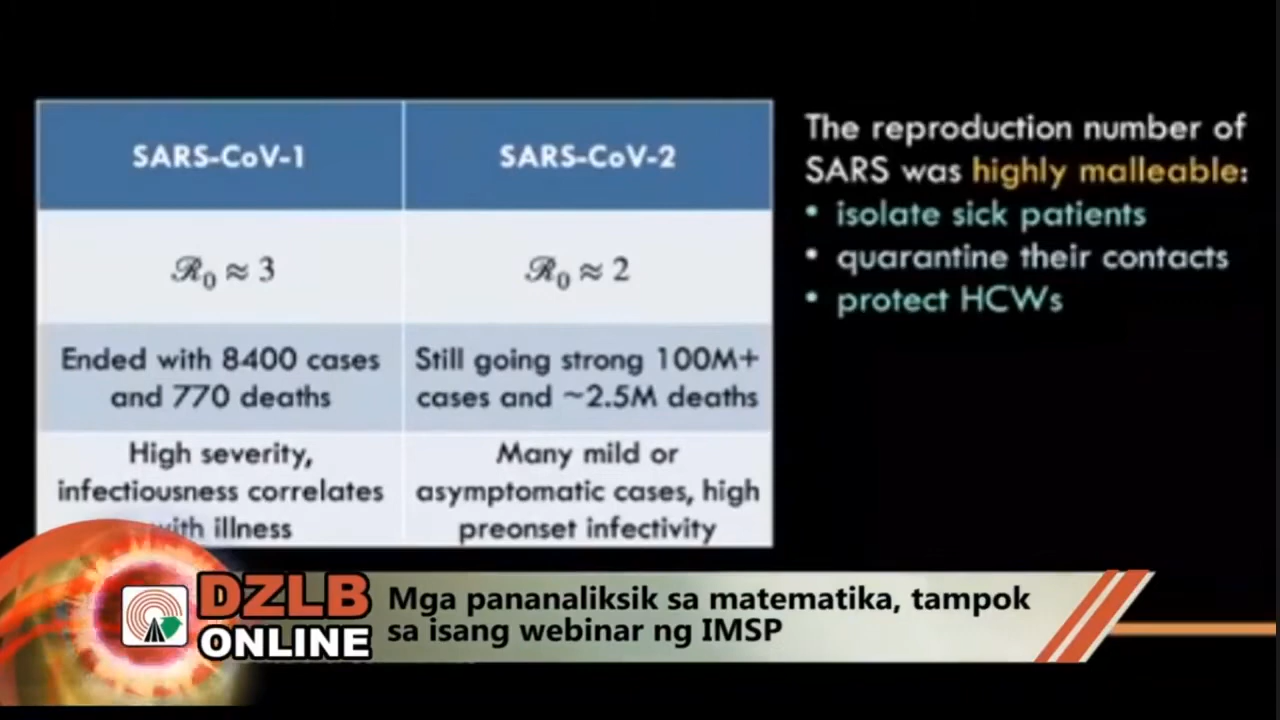 SARS-CoV-1
SARS-CoV-2
ℛ₀ ≈ 3
ℛ₀ ≈ 2
Ended with 8400 cases
and 770 deaths
Still going strong 100M+
cases and ~2.5M deaths
High severity,
infectiousness correlates
with illness
Many mild or
asymptomatic cases, high
preonset infectivity
The reproduction number of
SARS was highly malleable:
• isolate sick patients
• quarantine their contacts
• protect HCWs
DZLB
ONLINE
Mga pananaliksik sa matematika, tampok
sa isang webinar ng IMSP